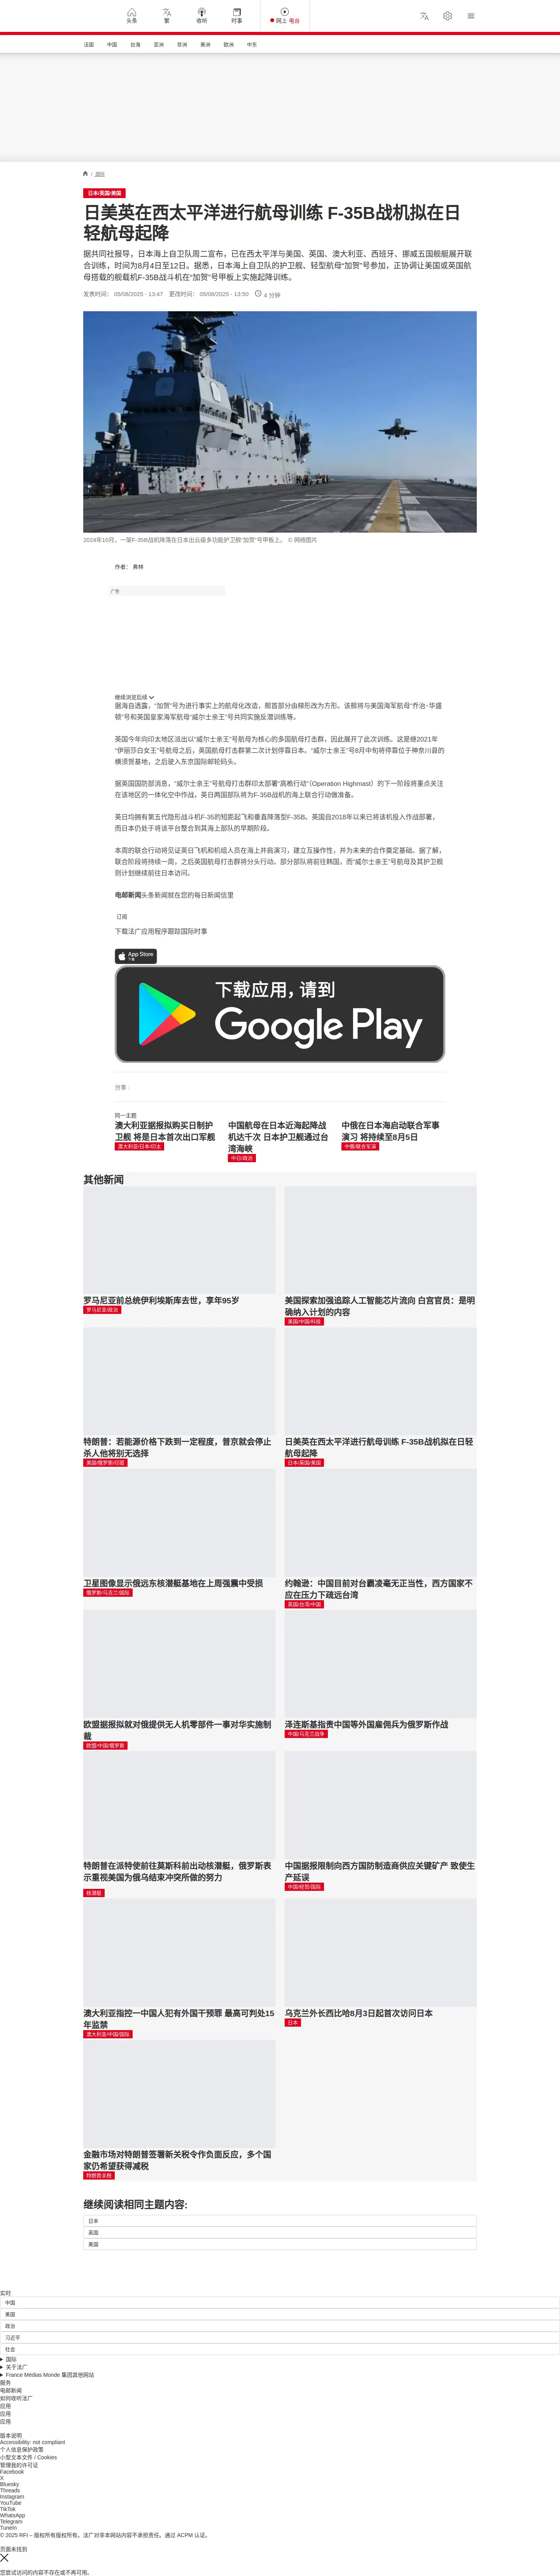 头条
繁
收听
时事
网上 电台
法国
中国
台海
亚洲
非洲
美洲
欧洲
中东
/ 国际
日本/英国/美国
日美英在西太平洋进行航母训练 F-35B战机拟在日
轻航母起降
据共同社报导，日本海上自卫队周二宣布，已在西太平洋与美国、英国、澳大利亚、西班牙、挪威五国舰艇展开联
合训练，时间为8月4日至12日。据悉，日本海上自卫队的护卫舰、轻型航母“加贺”号参加，正协调让美国或英国航
母搭载的舰载机F-35B战斗机在“加贺”号甲板上实施起降训练。
发表时间： 05/08/2025 - 13:47 更改时间： 05/08/2025 - 13:50 4 分钟
2024年10月，一架F-35B战机降落在日本出云级多功能护卫舰“加贺”号甲板上。 © 网络图片
作者： 弗林
广告
继续浏览后续
据海自透露，“加贺”号为进行事实上的航母化改造，舰首部分由梯形改为方形。该舰将与美国海军航母“乔治·华盛
顿”号和英国皇家海军航母“威尔士亲王”号共同实施反潜训练等。
英国今年向印太地区派出以“威尔士亲王”号航母为核心的多国航母打击群，因此展开了此次训练。这是继2021年
“伊丽莎白女王”号航母之后，英国航母打击群第二次计划停靠日本。“威尔士亲王”号8月中旬将停靠位于神奈川县的
横须贺基地，之后驶入东京国际邮轮码头。
据英国国防部消息，“威尔士亲王”号航母打击群印太部署“高桅行动”（Operation Highmast）的下一阶段将重点关注
在该地区的一体化空中作战，英日两国部队将为F-35B战机的海上联合行动做准备。
英日均拥有第五代隐形战斗机F-35的短距起飞和垂直降落型F-35B。英国自2018年以来已将该机投入作战部署，
而日本仍处于将该平台整合到其海上部队的早期阶段。
本周的联合行动将见证英日飞机和机组人员在海上并肩演习，建立互操作性，并为未来的合作奠定基础。据了解，
联合阶段将持续一周，之后英国航母打击群将分头行动。部分部队将前往韩国，而“威尔士亲王”号航母及其护卫舰
则计划继续前往日本访问。
电邮新闻头条新闻就在您的每日新闻信里
订阅
下载法广应用程序跟踪国际时事
App Store
下载
下载应用，请到
Google Play
分享 :
同一主题
澳大利亚据报拟购买日制护
卫舰 将是日本首次出口军舰
澳大利亚/日本/印太
中国航母在日本近海起降战
机达千次 日本护卫舰通过台
湾海峡
中日/政治
中俄在日本海启动联合军事
演习 将持续至8月5日
中俄/联合军演
其他新闻
罗马尼亚前总统伊利埃斯库去世，享年95岁
罗马尼亚/政治
美国探索加强追踪人工智能芯片流向 白宫官员：是明
确纳入计划的内容
美国/中国/科技
特朗普：若能源价格下跌到一定程度，普京就会停止
杀人他将别无选择
美国/俄罗斯/印度
日美英在西太平洋进行航母训练 F-35B战机拟在日轻
航母起降
日本/英国/美国
卫星图像显示俄远东核潜艇基地在上周强震中受损
俄罗斯/乌克兰/国际
约翰逊：中国目前对台霸凌毫无正当性，西方国家不
应在压力下疏远台湾
英国/台湾/中国
欧盟据报拟就对俄提供无人机零部件一事对华实施制
裁
欧盟/中国/俄罗斯
泽连斯基指责中国等外国雇佣兵为俄罗斯作战
中国/乌克兰战争
特朗普在派特使前往莫斯科前出动核潜艇，俄罗斯表
示重视美国为俄乌结束冲突所做的努力
核潜艇
中国据报限制向西方国防制造商供应关键矿产 致使生
产延误
中国/经贸/国际
澳大利亚指控一中国人犯有外国干预罪 最高可判处15
年监禁
澳大利亚/中国/国际
乌克兰外长西比哈8月3日起首次访问日本
日本
金融市场对特朗普签署新关税令作负面反应，多个国
家仍希望获得减税
特朗普关税
继续阅读相同主题内容:
日本
英国
美国
实时
中国
美国
政治
习近平
社会
国际
关于法广
France Médias Monde 集团其他网站
服务
电邮新闻
如何收听法广
应用
应用
应用
版本说明
Accessibility: not compliant
个人信息保护政策
小型文本文件 / Cookies
管理我的许可证
Facebook
X
Bluesky
Threads
Instagram
YouTube
TikTok
WhatsApp
Telegram
TuneIn
© 2025 RFI – 版权所有版权所有。法广对非本网站内容不承担责任。通过 ACPM 认证。
页面未找到
您尝试访问的内容不存在或不再可用。